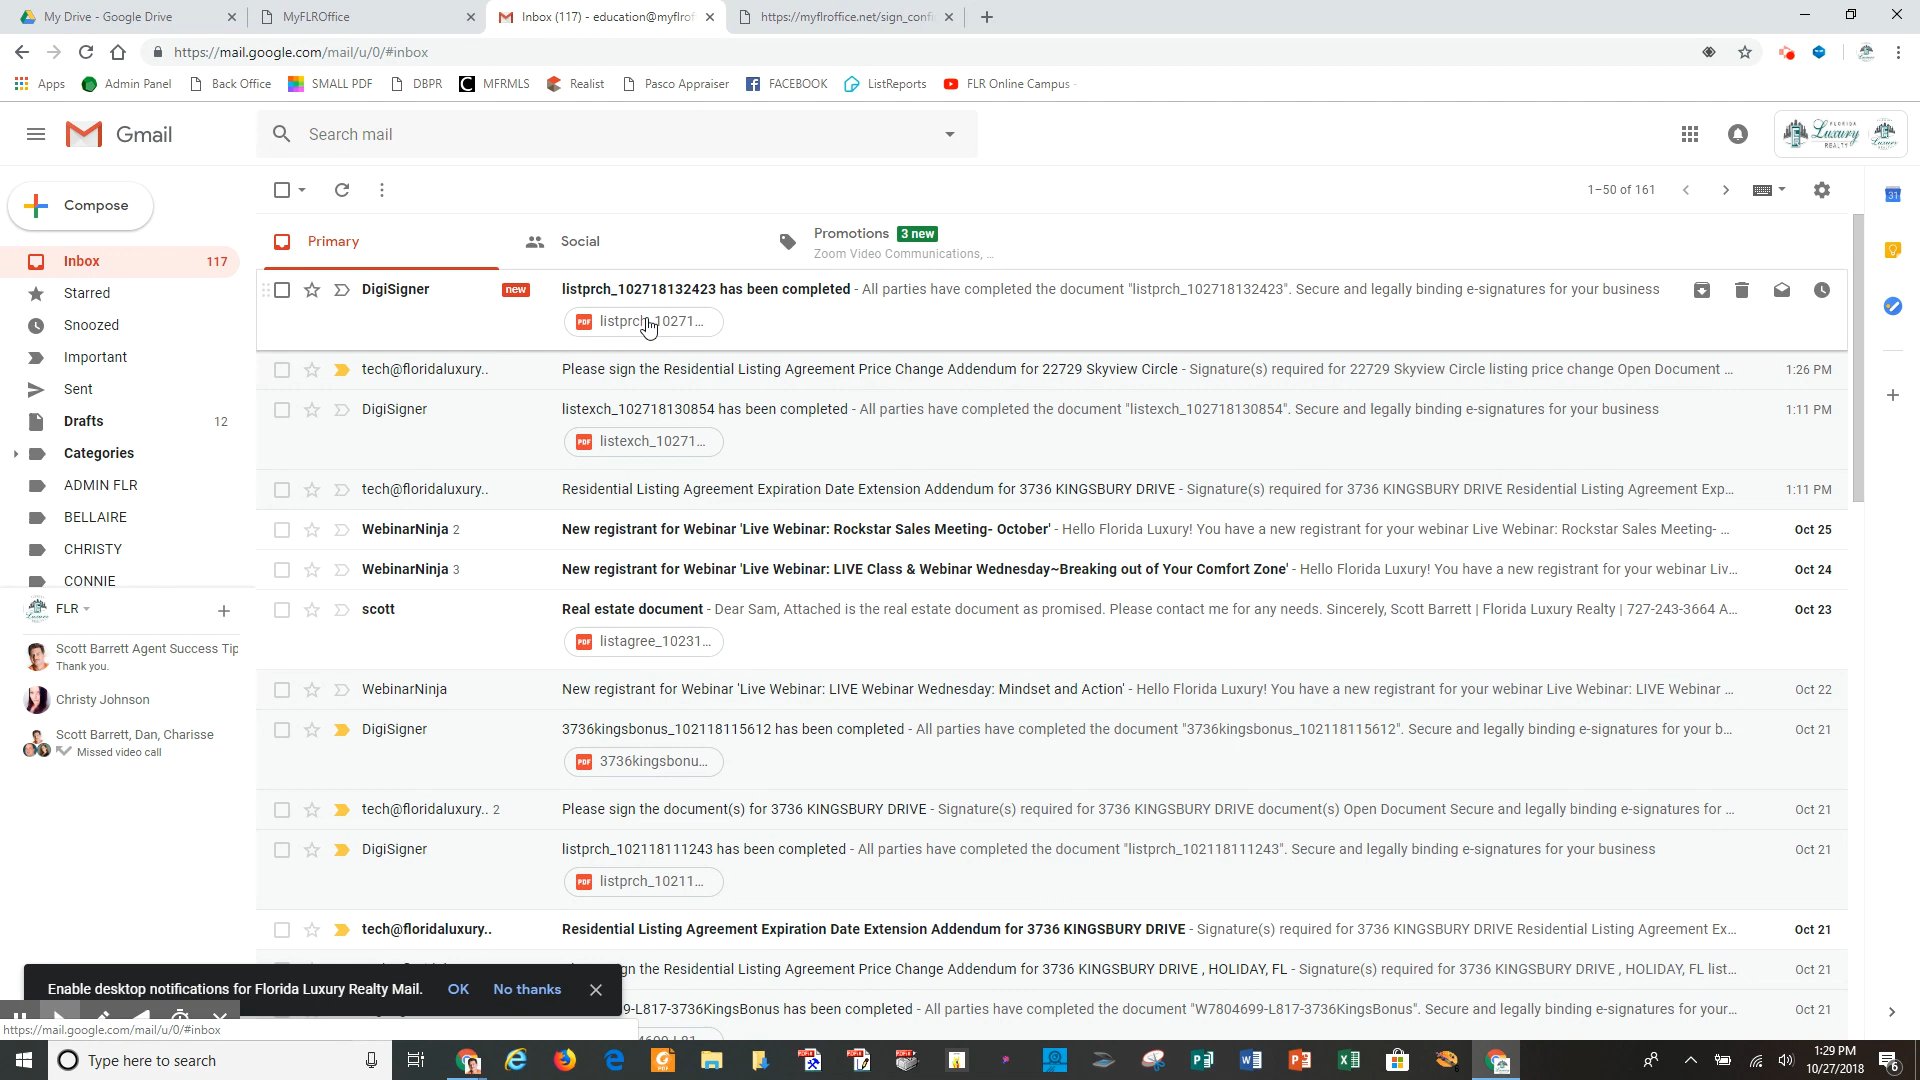 My Drive - Google Drive
MyFLROffice
Inbox (117) - education@myflrof
https://myflroffice.net/sign_confi
https://mail.google.com/mail/u/0/#inbox
Apps
Admin Panel
Back Office
SMALL PDF
DBPR
MFRMLS
Realist
Pasco Appraiser
FACEBOOK
ListReports
FLR Online Campus -
Gmail
Search mail
FLORIDA
Luxury
REALTY
Compose
1–50 of 161
Primary
Social
Promotions 3 new
Zoom Video Communications, ...
Inbox 117
Starred
Snoozed
Important
Sent
Drafts 12
Categories
ADMIN FLR
BELLAIRE
CHRISTY
CONNIE
FLR
Scott Barrett Agent Success Tip
Thank you.
Christy Johnson
Scott Barrett, Dan, Charisse
Missed video call
DigiSigner new listprch_102718132423 has been completed - All parties have completed the document "listprch_102718132423". Secure and legally binding e-signatures for your business
PDF listprch_10271...
tech@floridaluxury.. Please sign the Residential Listing Agreement Price Change Addendum for 22729 Skyview Circle - Signature(s) required for 22729 Skyview Circle listing price change Open Document ... 1:26 PM
DigiSigner listexch_102718130854 has been completed - All parties have completed the document "listexch_102718130854". Secure and legally binding e-signatures for your business 1:11 PM
PDF listexch_10271...
tech@floridaluxury.. Residential Listing Agreement Expiration Date Extension Addendum for 3736 KINGSBURY DRIVE - Signature(s) required for 3736 KINGSBURY DRIVE Residential Listing Agreement Exp... 1:11 PM
WebinarNinja 2 New registrant for Webinar 'Live Webinar: Rockstar Sales Meeting- October' - Hello Florida Luxury! You have a new registrant for your webinar Live Webinar: Rockstar Sales Meeting- ... Oct 25
WebinarNinja 3 New registrant for Webinar 'Live Webinar: LIVE Class & Webinar Wednesday~Breaking out of Your Comfort Zone' - Hello Florida Luxury! You have a new registrant for your webinar Liv... Oct 24
scott Real estate document - Dear Sam, Attached is the real estate document as promised. Please contact me for any needs. Sincerely, Scott Barrett | Florida Luxury Realty | 727-243-3664 A... Oct 23
PDF listagree_10231...
WebinarNinja New registrant for Webinar 'Live Webinar: LIVE Webinar Wednesday: Mindset and Action' - Hello Florida Luxury! You have a new registrant for your webinar Live Webinar: LIVE Webinar ... Oct 22
DigiSigner 3736kingsbonus_102118115612 has been completed - All parties have completed the document "3736kingsbonus_102118115612". Secure and legally binding e-signatures for your b... Oct 21
PDF 3736kingsbonu...
tech@floridaluxury.. 2 Please sign the document(s) for 3736 KINGSBURY DRIVE - Signature(s) required for 3736 KINGSBURY DRIVE document(s) Open Document Secure and legally binding e-signatures for ... Oct 21
DigiSigner listprch_102118111243 has been completed - All parties have completed the document "listprch_102118111243". Secure and legally binding e-signatures for your business Oct 21
PDF listprch_10211...
tech@floridaluxury.. Residential Listing Agreement Expiration Date Extension Addendum for 3736 KINGSBURY DRIVE - Signature(s) required for 3736 KINGSBURY DRIVE Residential Listing Agreement Ex... Oct 21
gn the Residential Listing Agreement Price Change Addendum for 3736 KINGSBURY DRIVE , HOLIDAY, FL - Signature(s) required for 3736 KINGSBURY DRIVE , HOLIDAY, FL list... Oct 21
Enable desktop notifications for Florida Luxury Realty Mail. OK No thanks
9-L817-3736KingsBonus has been completed - All parties have completed the document "W7804699-L817-3736KingsBonus". Secure and legally binding e-signatures for your... Oct 21
https://mail.google.com/mail/u/0/#inbox
Type here to search
1:29 PM
10/27/2018
6